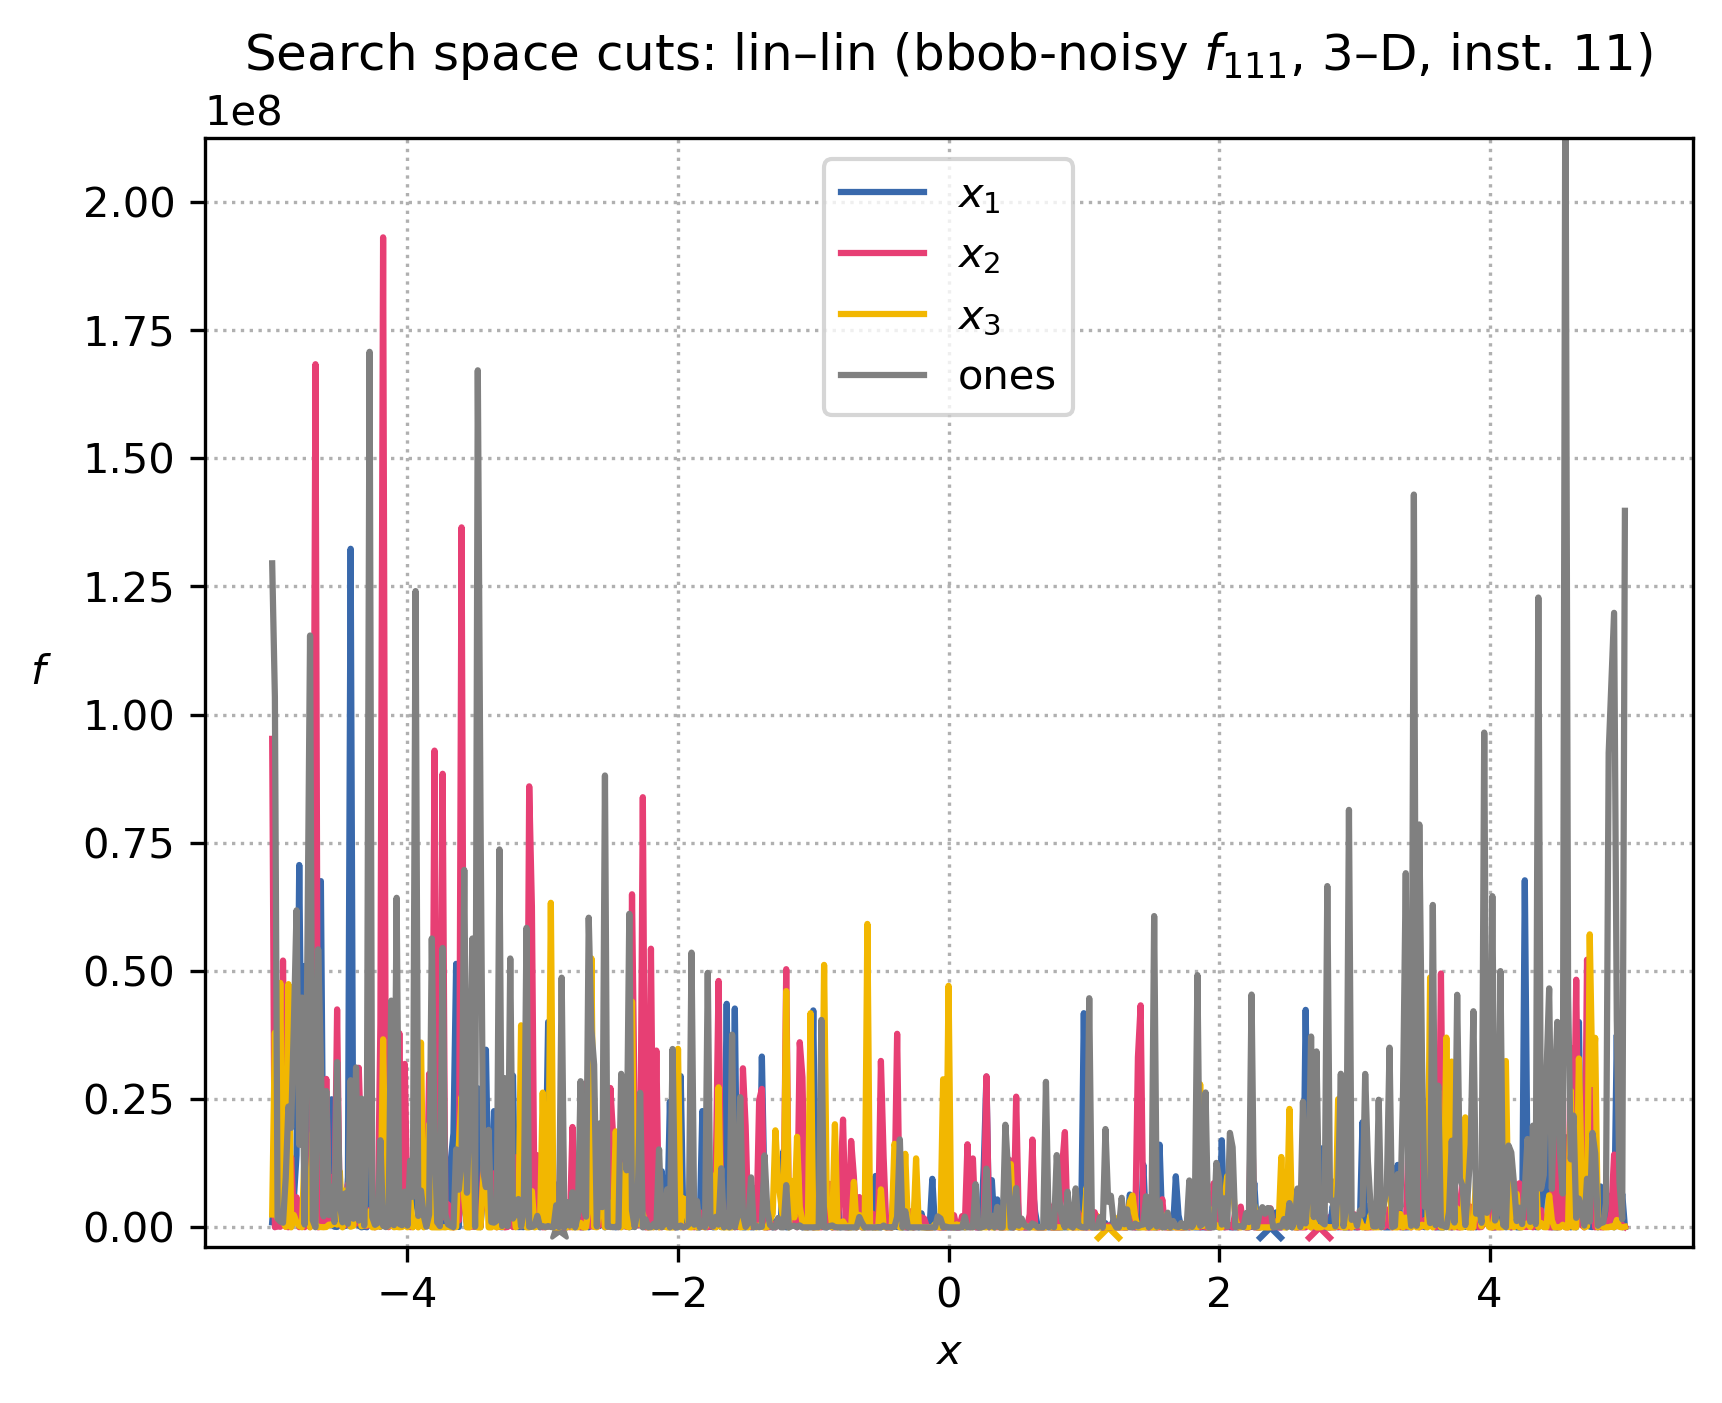 Search space cuts: lin–lin (bbob-noisy f111, 3–D, inst. 11)
1e8
2.00
1.75
1.50
1.25
1.00
0.75
0.50
0.25
0.00
f
x1
x2
x3
ones
−4 −2 0 2 4
x